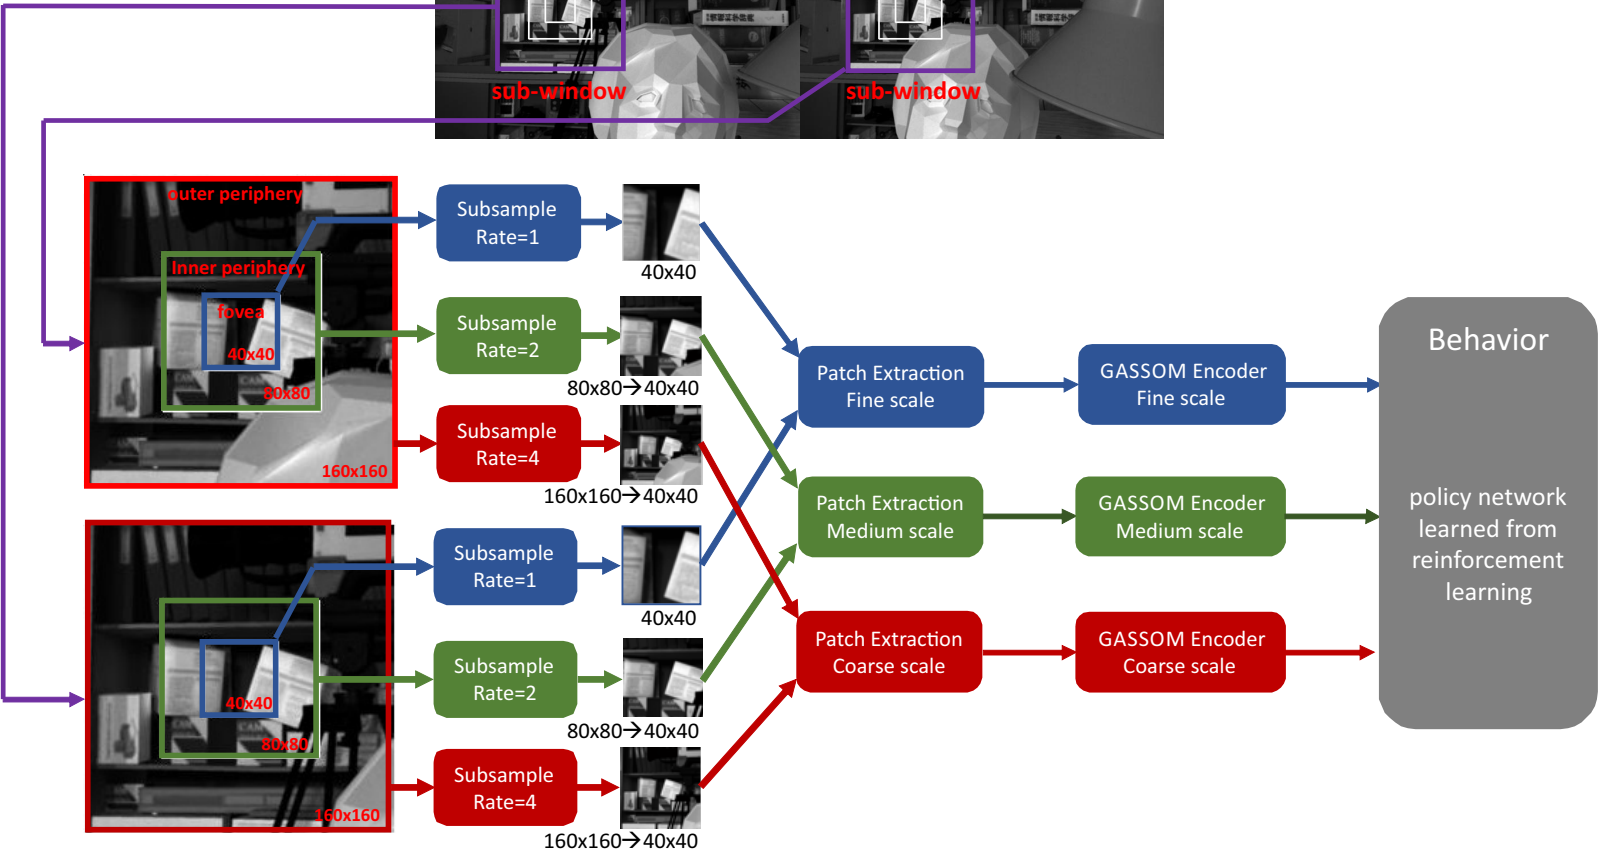 sub-window
sub-window
outer periphery
Inner periphery
fovea
40x40
80x80
160x160
Subsample
Rate=1
40x40
Subsample
Rate=2
80x80→40x40
Subsample
Rate=4
160x160→40x40
40x40
80x80
160x160
Subsample
Rate=1
40x40
Subsample
Rate=2
80x80→40x40
Subsample
Rate=4
160x160→40x40
Patch Extraction
Fine scale
GASSOM Encoder
Fine scale
Patch Extraction
Medium scale
GASSOM Encoder
Medium scale
Patch Extraction
Coarse scale
GASSOM Encoder
Coarse scale
Behavior
policy network
learned from
reinforcement
learning